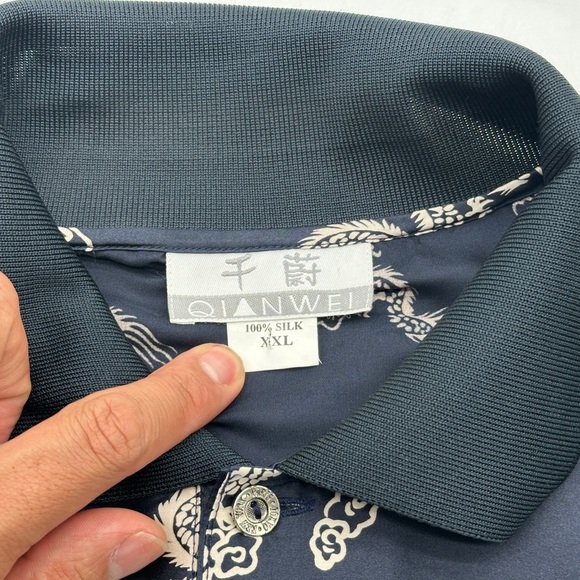 千蔚
QIANWEI
100% SILK
XXL